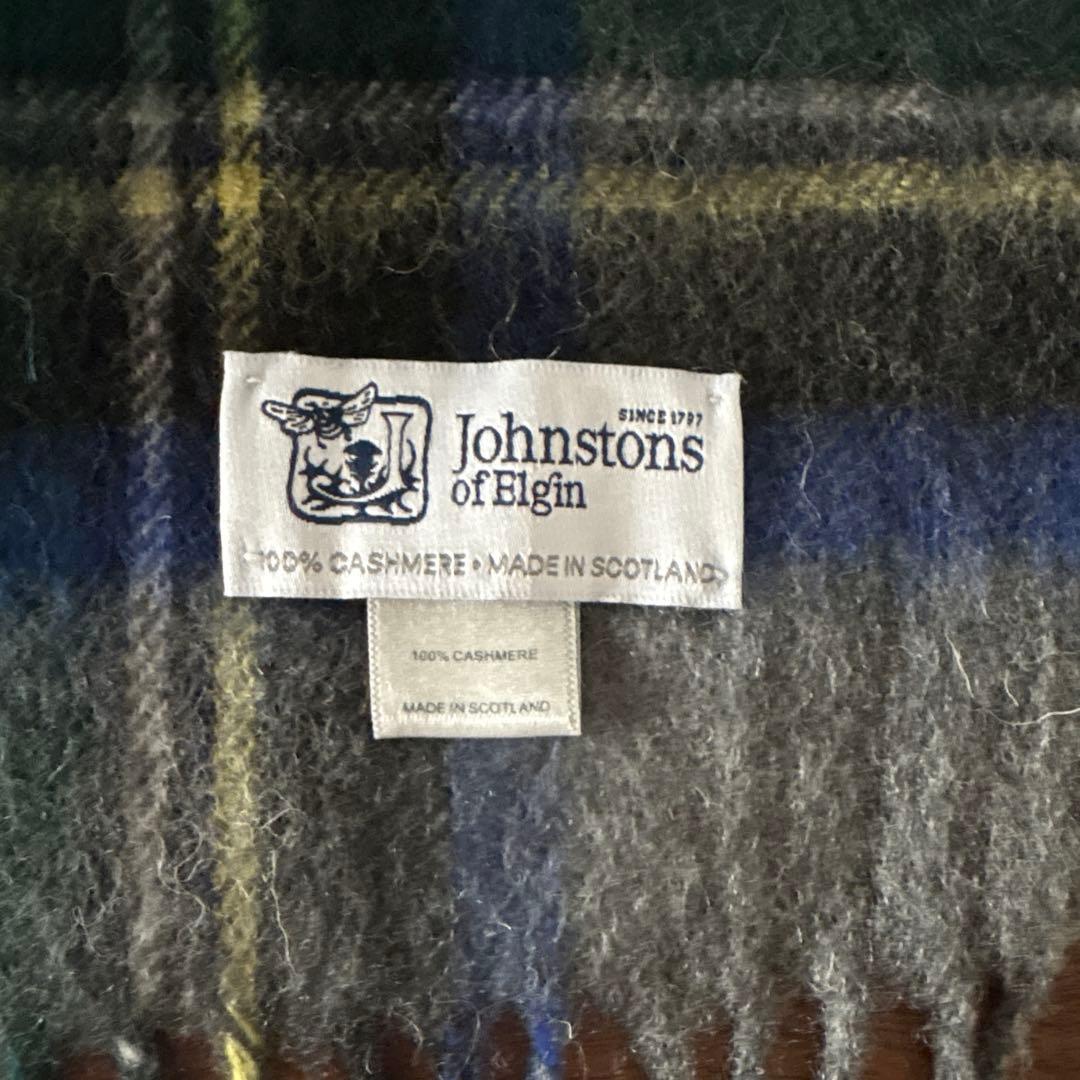 SINCE 1797
Johnstons
of Elgin
100% CASHMERE • MADE IN SCOTLAND
100% CASHMERE
MADE IN SCOTLAND